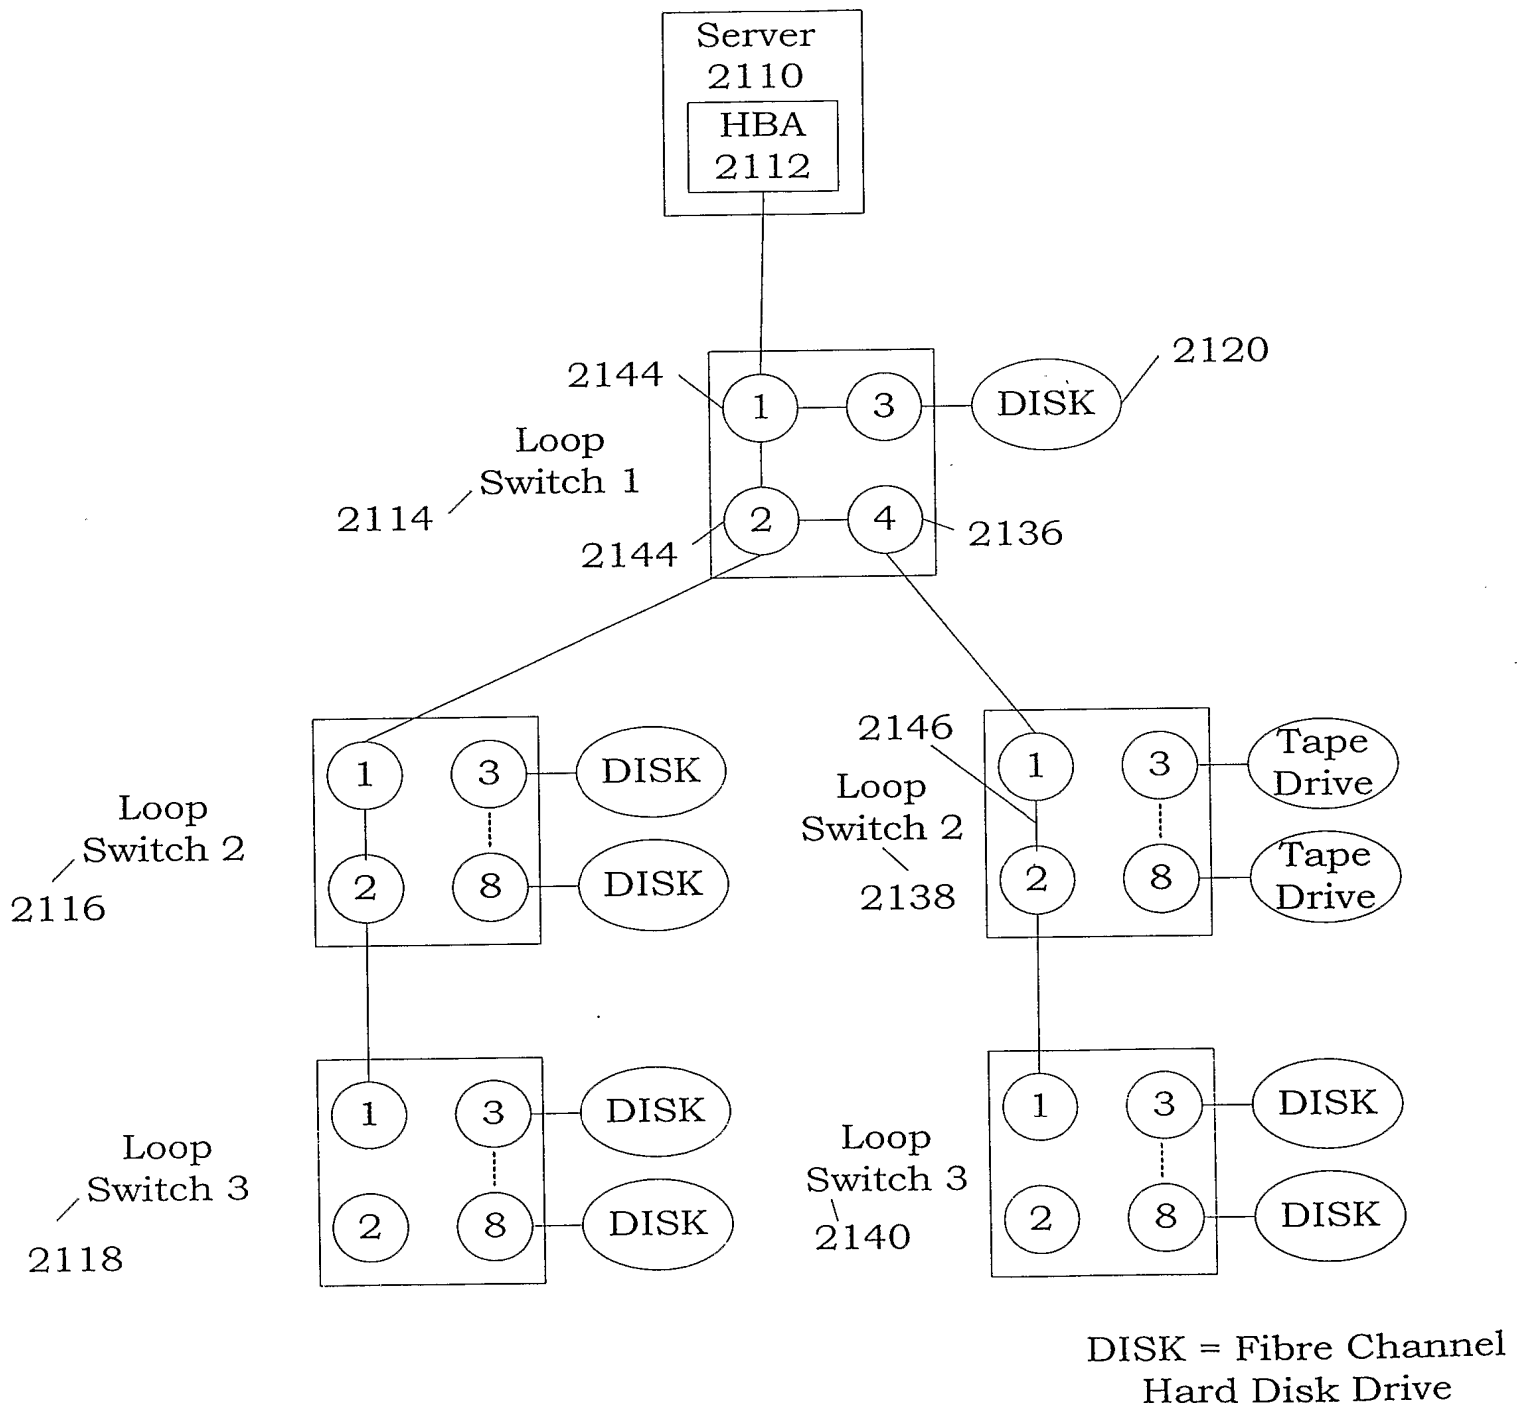 Server
2110
HBA
2112
2144
1
3
DISK
2120
Loop
Switch 1
2114
2
4
2136
2144
1
3
DISK
Loop
Switch 2
2116
2
8
DISK
2146
1
3
Tape
Drive
Loop
Switch 2
2138
2
8
Tape
Drive
1
3
DISK
Loop
Switch 3
2118
2
8
DISK
1
3
DISK
Loop
Switch 3
2140
2
8
DISK
DISK = Fibre Channel
Hard Disk Drive